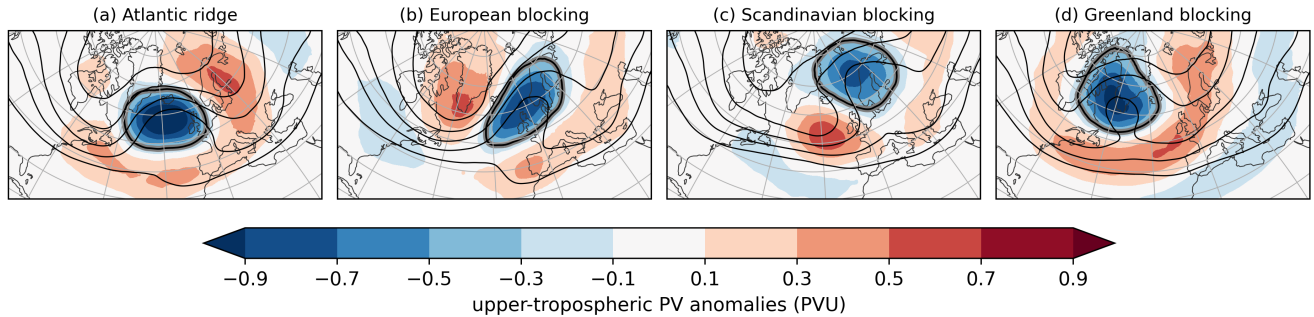 (a) Atlantic ridge (b) European blocking (c) Scandinavian blocking (d) Greenland blocking
−0.9 −0.7 −0.5 −0.3 −0.1 0.1 0.3 0.5 0.7 0.9
upper-tropospheric PV anomalies (PVU)